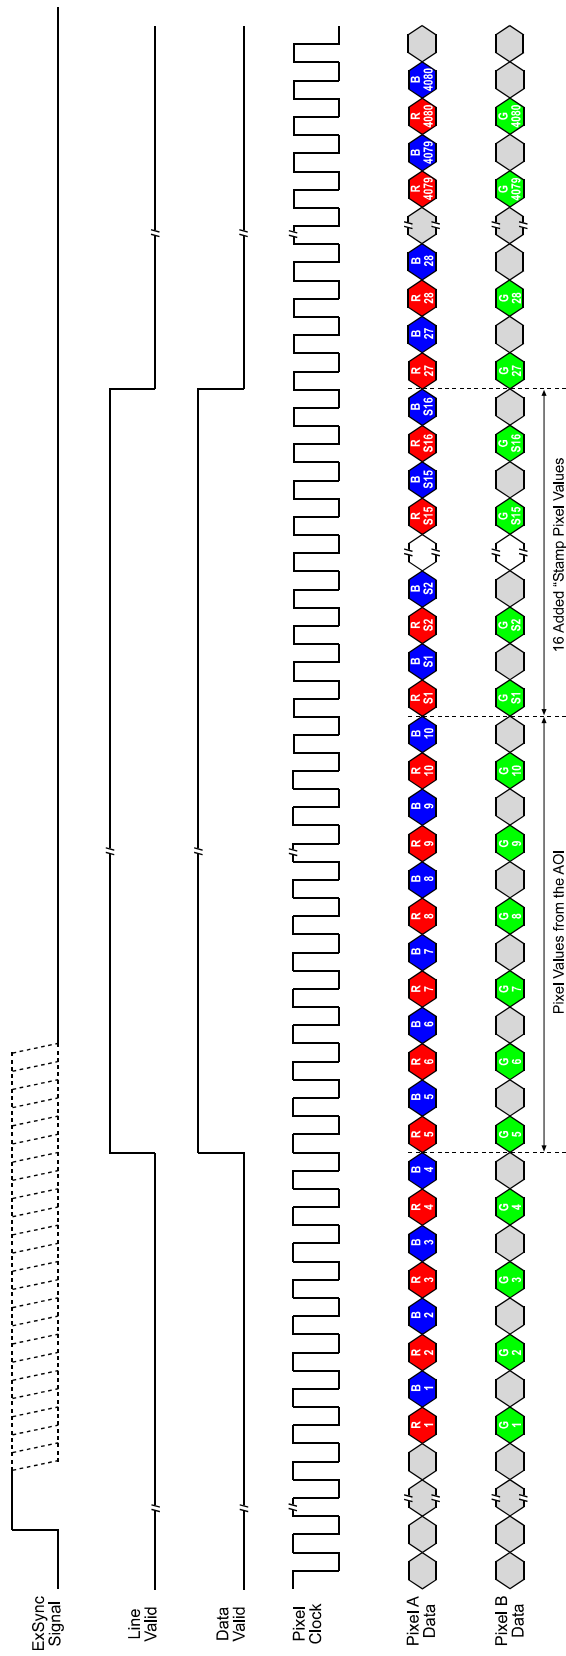 ExSync
Signal
Line
Valid
Data
Valid
Pixel
Clock
Pixel A
Data
R 1
B 1
R 2
B 2
R 3
B 3
R 4
B 4
R 5
B 5
R 6
B 6
R 7
B 7
R 8
B 8
R 9
B 9
R 10
B 10
R S1
B S1
R S2
B S2
R S15
B S15
R S16
B S16
R 27
B 27
R 28
B 28
R 4079
B 4079
R 4080
B 4080
Pixel B
Data
G 1
G 2
G 3
G 4
G 5
G 6
G 7
G 8
G 9
G 10
G S1
G S2
G S15
G S16
G 27
G 28
G 4079
G 4080
Pixel Values from the AOI
16 Added “Stamp Pixel Values